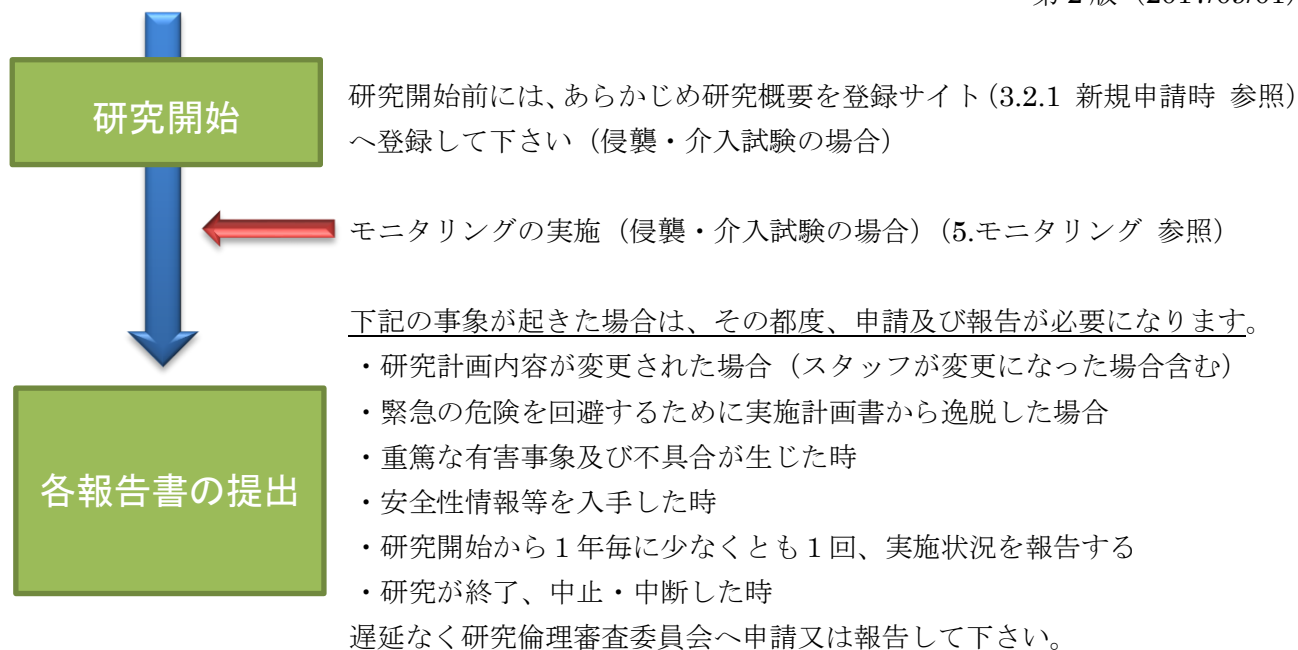 研究開始
研究開始前には、あらかじめ研究概要を登録サイト(3.2.1 新規申請時 参照)
へ登録して下さい（侵襲・介入試験の場合）
モニタリングの実施（侵襲・介入試験の場合）(5.モニタリング 参照）
下記の事象が起きた場合は、その都度、申請及び報告が必要になります。
・研究計画内容が変更された場合（スタッフが変更になった場合含む）
・緊急の危険を回避するために実施計画書から逸脱した場合
・重篤な有害事象及び不具合が生じた時
各報告書の提出
・安全性情報等を入手した時
・研究開始から 1 年毎に少なくとも 1 回、実施状況を報告する
・研究が終了、中止・中断した時
遅延なく研究倫理審査委員会へ申請又は報告して下さい。